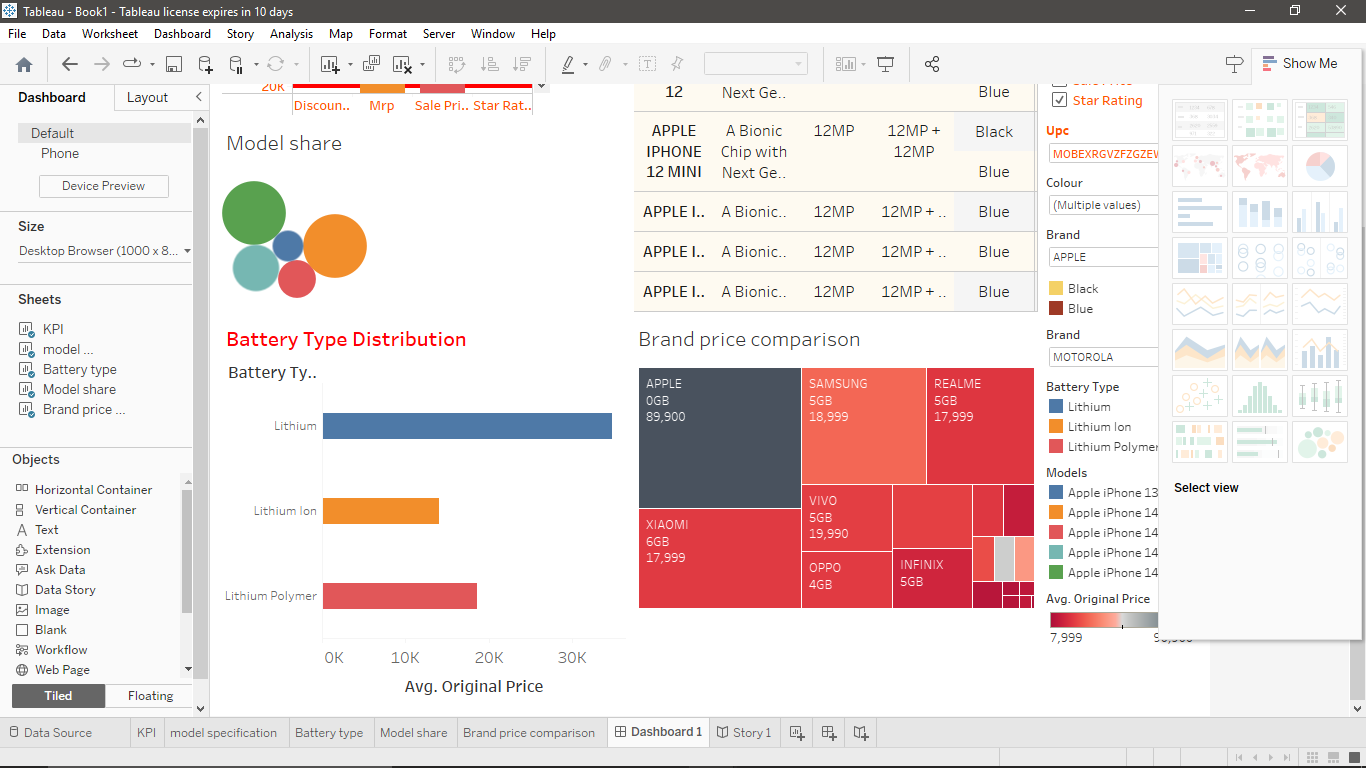 Tableau - Book1 - Tableau license expires in 10 days
File Data Worksheet Dashboard Story Analysis Map Format Server Window Help
Show Me
Dashboard Layout
Default
Phone
Device Preview
Size
Desktop Browser (1000 x 8...
Sheets
KPI
model ...
Battery type
Model share
Brand price ...
Objects
Horizontal Container
Vertical Container
Text
Extension
Ask Data
Data Story
Image
Blank
Workflow
Web Page
Tiled Floating
20K
Discoun.. Mrp Sale Pri.. Star Rat..
Model share
Battery Type Distribution
Battery Ty..
Lithium
Lithium Ion
Lithium Polymer
0K 10K 20K 30K
Avg. Original Price
12 Next Ge.. Blue
APPLE IPHONE 12 MINI
A Bionic Chip with Next Ge..
12MP
12MP + 12MP
Black
Blue
APPLE I.. A Bionic.. 12MP 12MP + .. Blue
APPLE I.. A Bionic.. 12MP 12MP + .. Blue
APPLE I.. A Bionic.. 12MP 12MP + .. Blue
Brand price comparison
APPLE
0GB
89,900
SAMSUNG
5GB
18,999
REALME
5GB
17,999
XIAOMI
6GB
17,999
VIVO
5GB
19,990
OPPO
4GB
INFINIX
5GB
Star Rating
Upc
Colour
(Multiple values)
Brand
APPLE
Black
Blue
Brand
MOTOROLA
Battery Type
Lithium
Lithium Ion
Lithium Polymer
Models
Apple iPhone 13
Apple iPhone 14
Apple iPhone 14
Apple iPhone 14
Apple iPhone 14
Avg. Original Price
7,999
Select view
Data Source KPI model specification Battery type Model share Brand price comparison Dashboard 1 Story 1